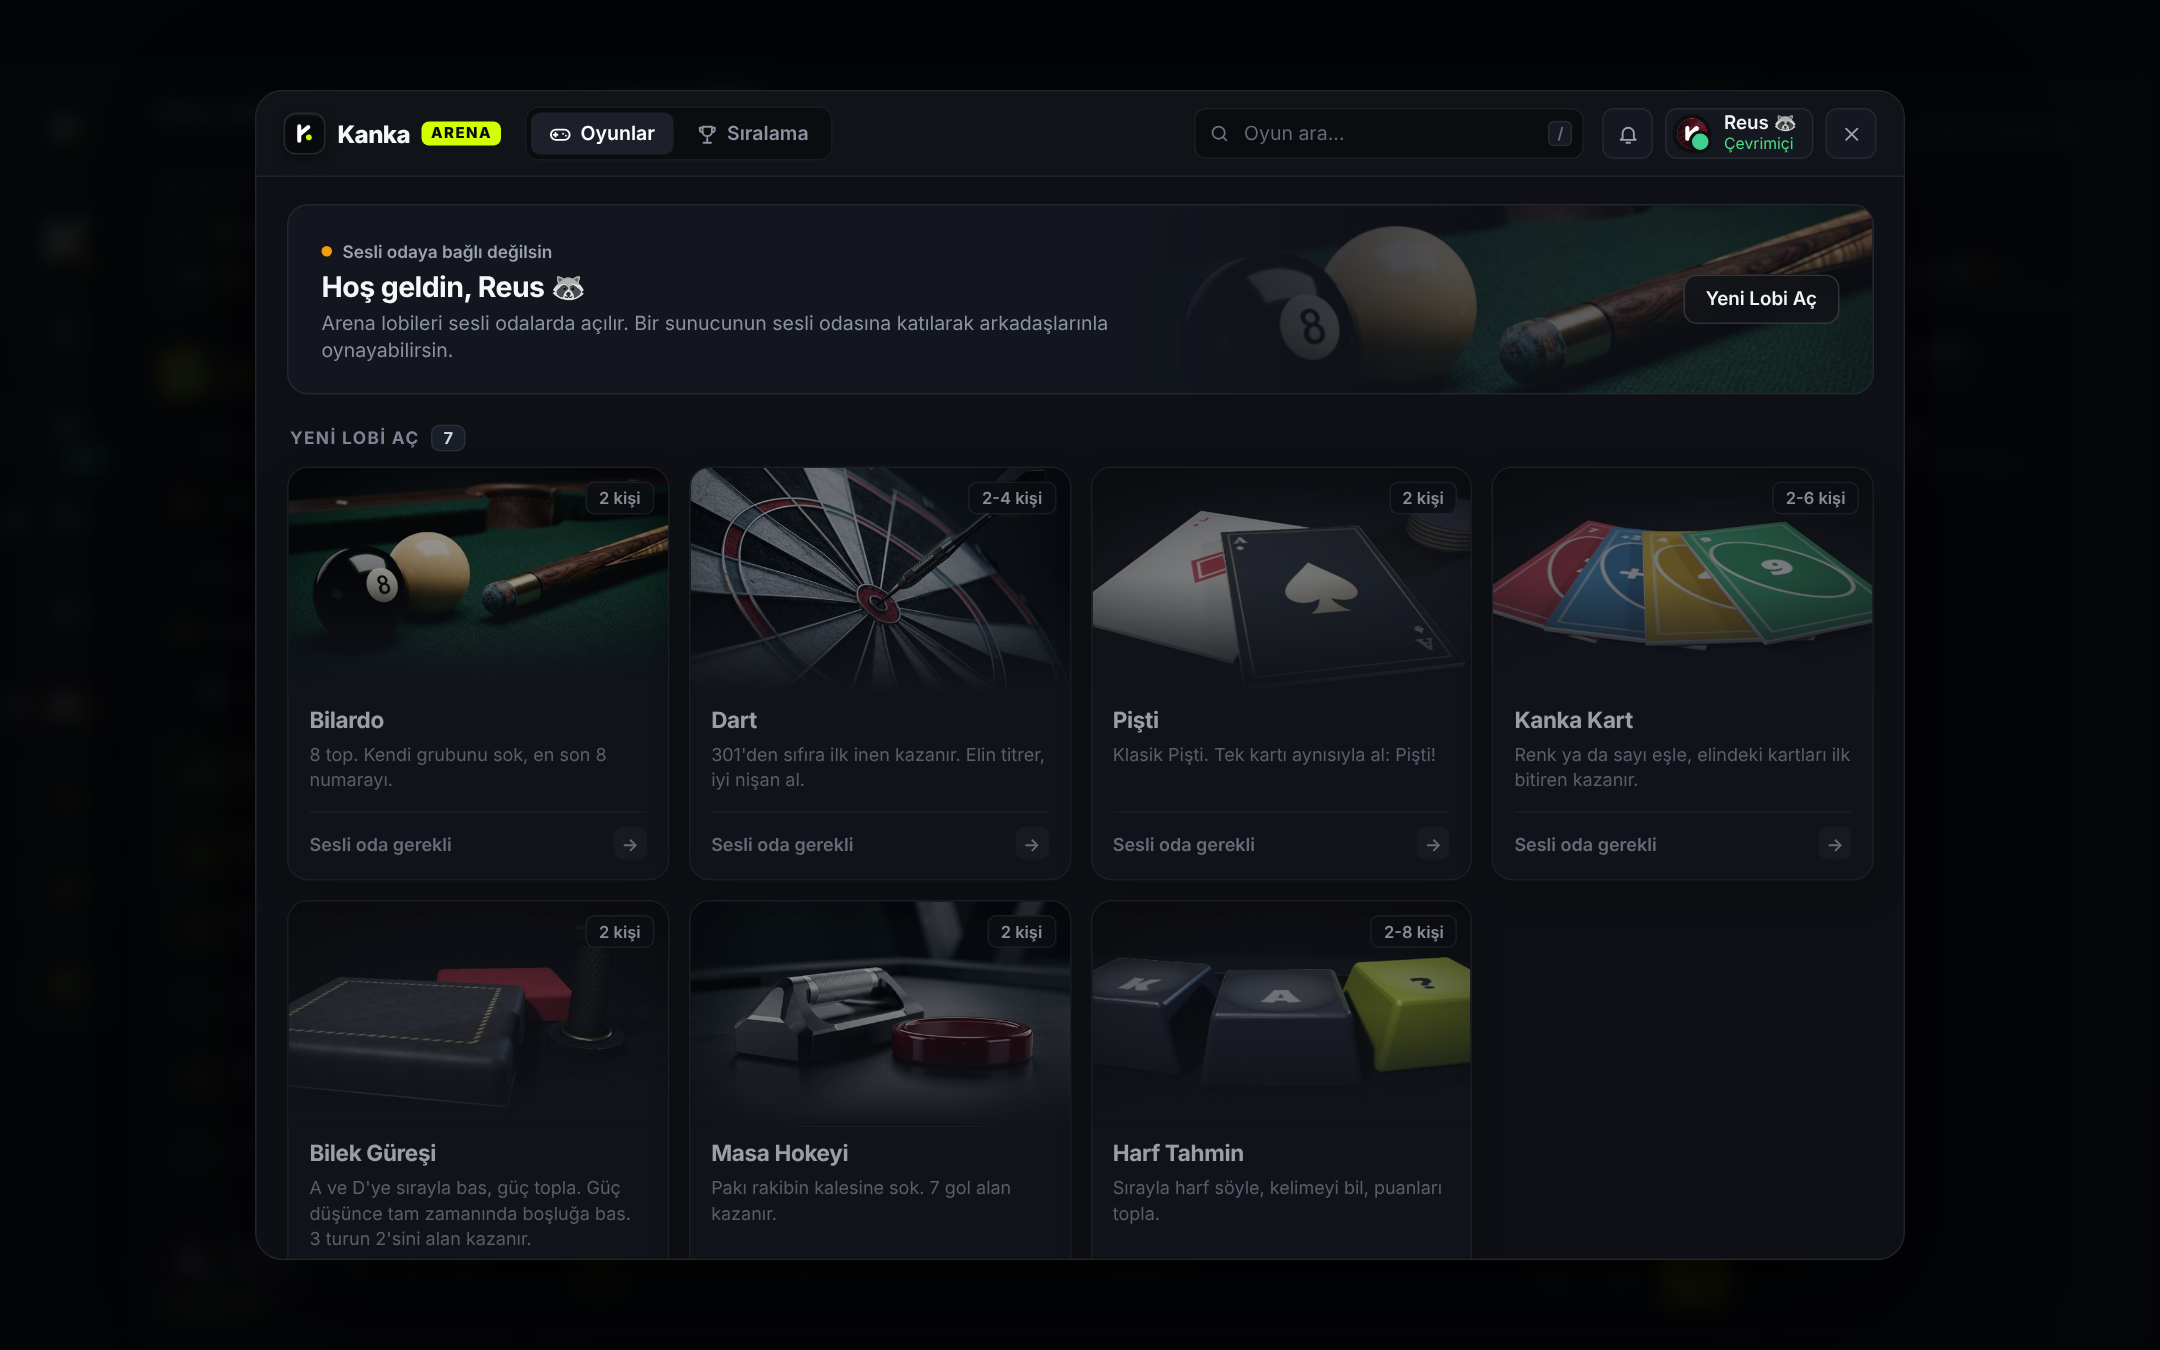 Kanka ARENA
Oyunlar
Sıralama
Oyun ara...
/
Reus 🦝
Çevrimiçi
Sesli odaya bağlı değilsin
Hoş geldin, Reus 🦝
Arena lobileri sesli odalarda açılır. Bir sunucunun sesli odasına katılarak arkadaşlarınla
oynayabilirsin.
8
Yeni Lobi Aç
YENİ LOBİ AÇ 7
2 kişi
8
Bilardo
8 top. Kendi grubunu sok, en son 8
numarayı.
Sesli oda gerekli
2-4 kişi
Dart
301'den sıfıra ilk inen kazanır. Elin titrer,
iyi nişan al.
Sesli oda gerekli
2 kişi
A
A
Pişti
Klasik Pişti. Tek kartı aynısıyla al: Pişti!
Sesli oda gerekli
2-6 kişi
9
Kanka Kart
Renk ya da sayı eşle, elindeki kartları ilk
bitiren kazanır.
Sesli oda gerekli
2 kişi
Bilek Güreşi
A ve D'ye sırayla bas, güç topla. Güç
düşünce tam zamanında boşluğa bas.
3 turun 2'sini alan kazanır.
2 kişi
Masa Hokeyi
Pakı rakibin kalesine sok. 7 gol alan
kazanır.
2-8 kişi
K A ?
Harf Tahmin
Sırayla harf söyle, kelimeyi bil, puanları
topla.